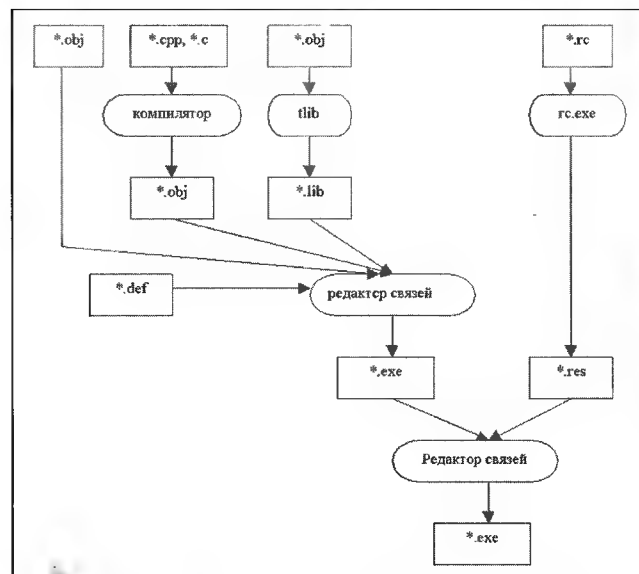 *.obj
*.cpp, *.c
*.obj
*.rc
компилятор
tlib
rc.exe
*.obj
*.lib
*.def
редактор связей
*.exe
*.res
Редактор связей
*.exe